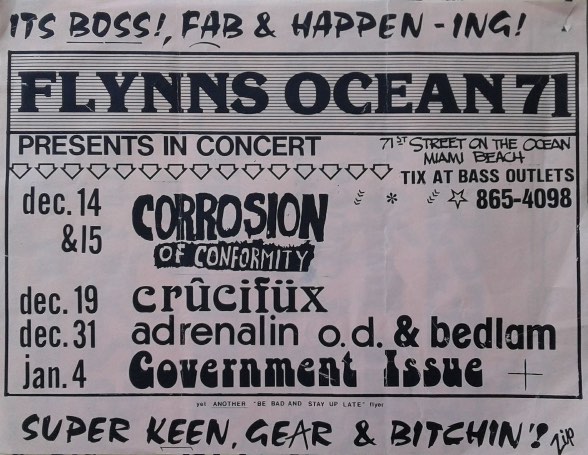 ITS BOSS!, FAB & HAPPEN-ING!
FLYNNS OCEAN 71
PRESENTS IN CONCERT
71ST STREET ON THE OCEAN
MIAMI BEACH
TIX AT BASS OUTLETS
865-4098
dec. 14
&15
CORROSION
OF CONFORMITY
dec. 19 crûcifüx
dec. 31 adrenalin o.d. & bedlam
jan. 4 Government Issue
yet ANOTHER "BE BAD AND STAY UP LATE" flyer
SUPER KEEN, GEAR & BITCHIN'!
ZIP